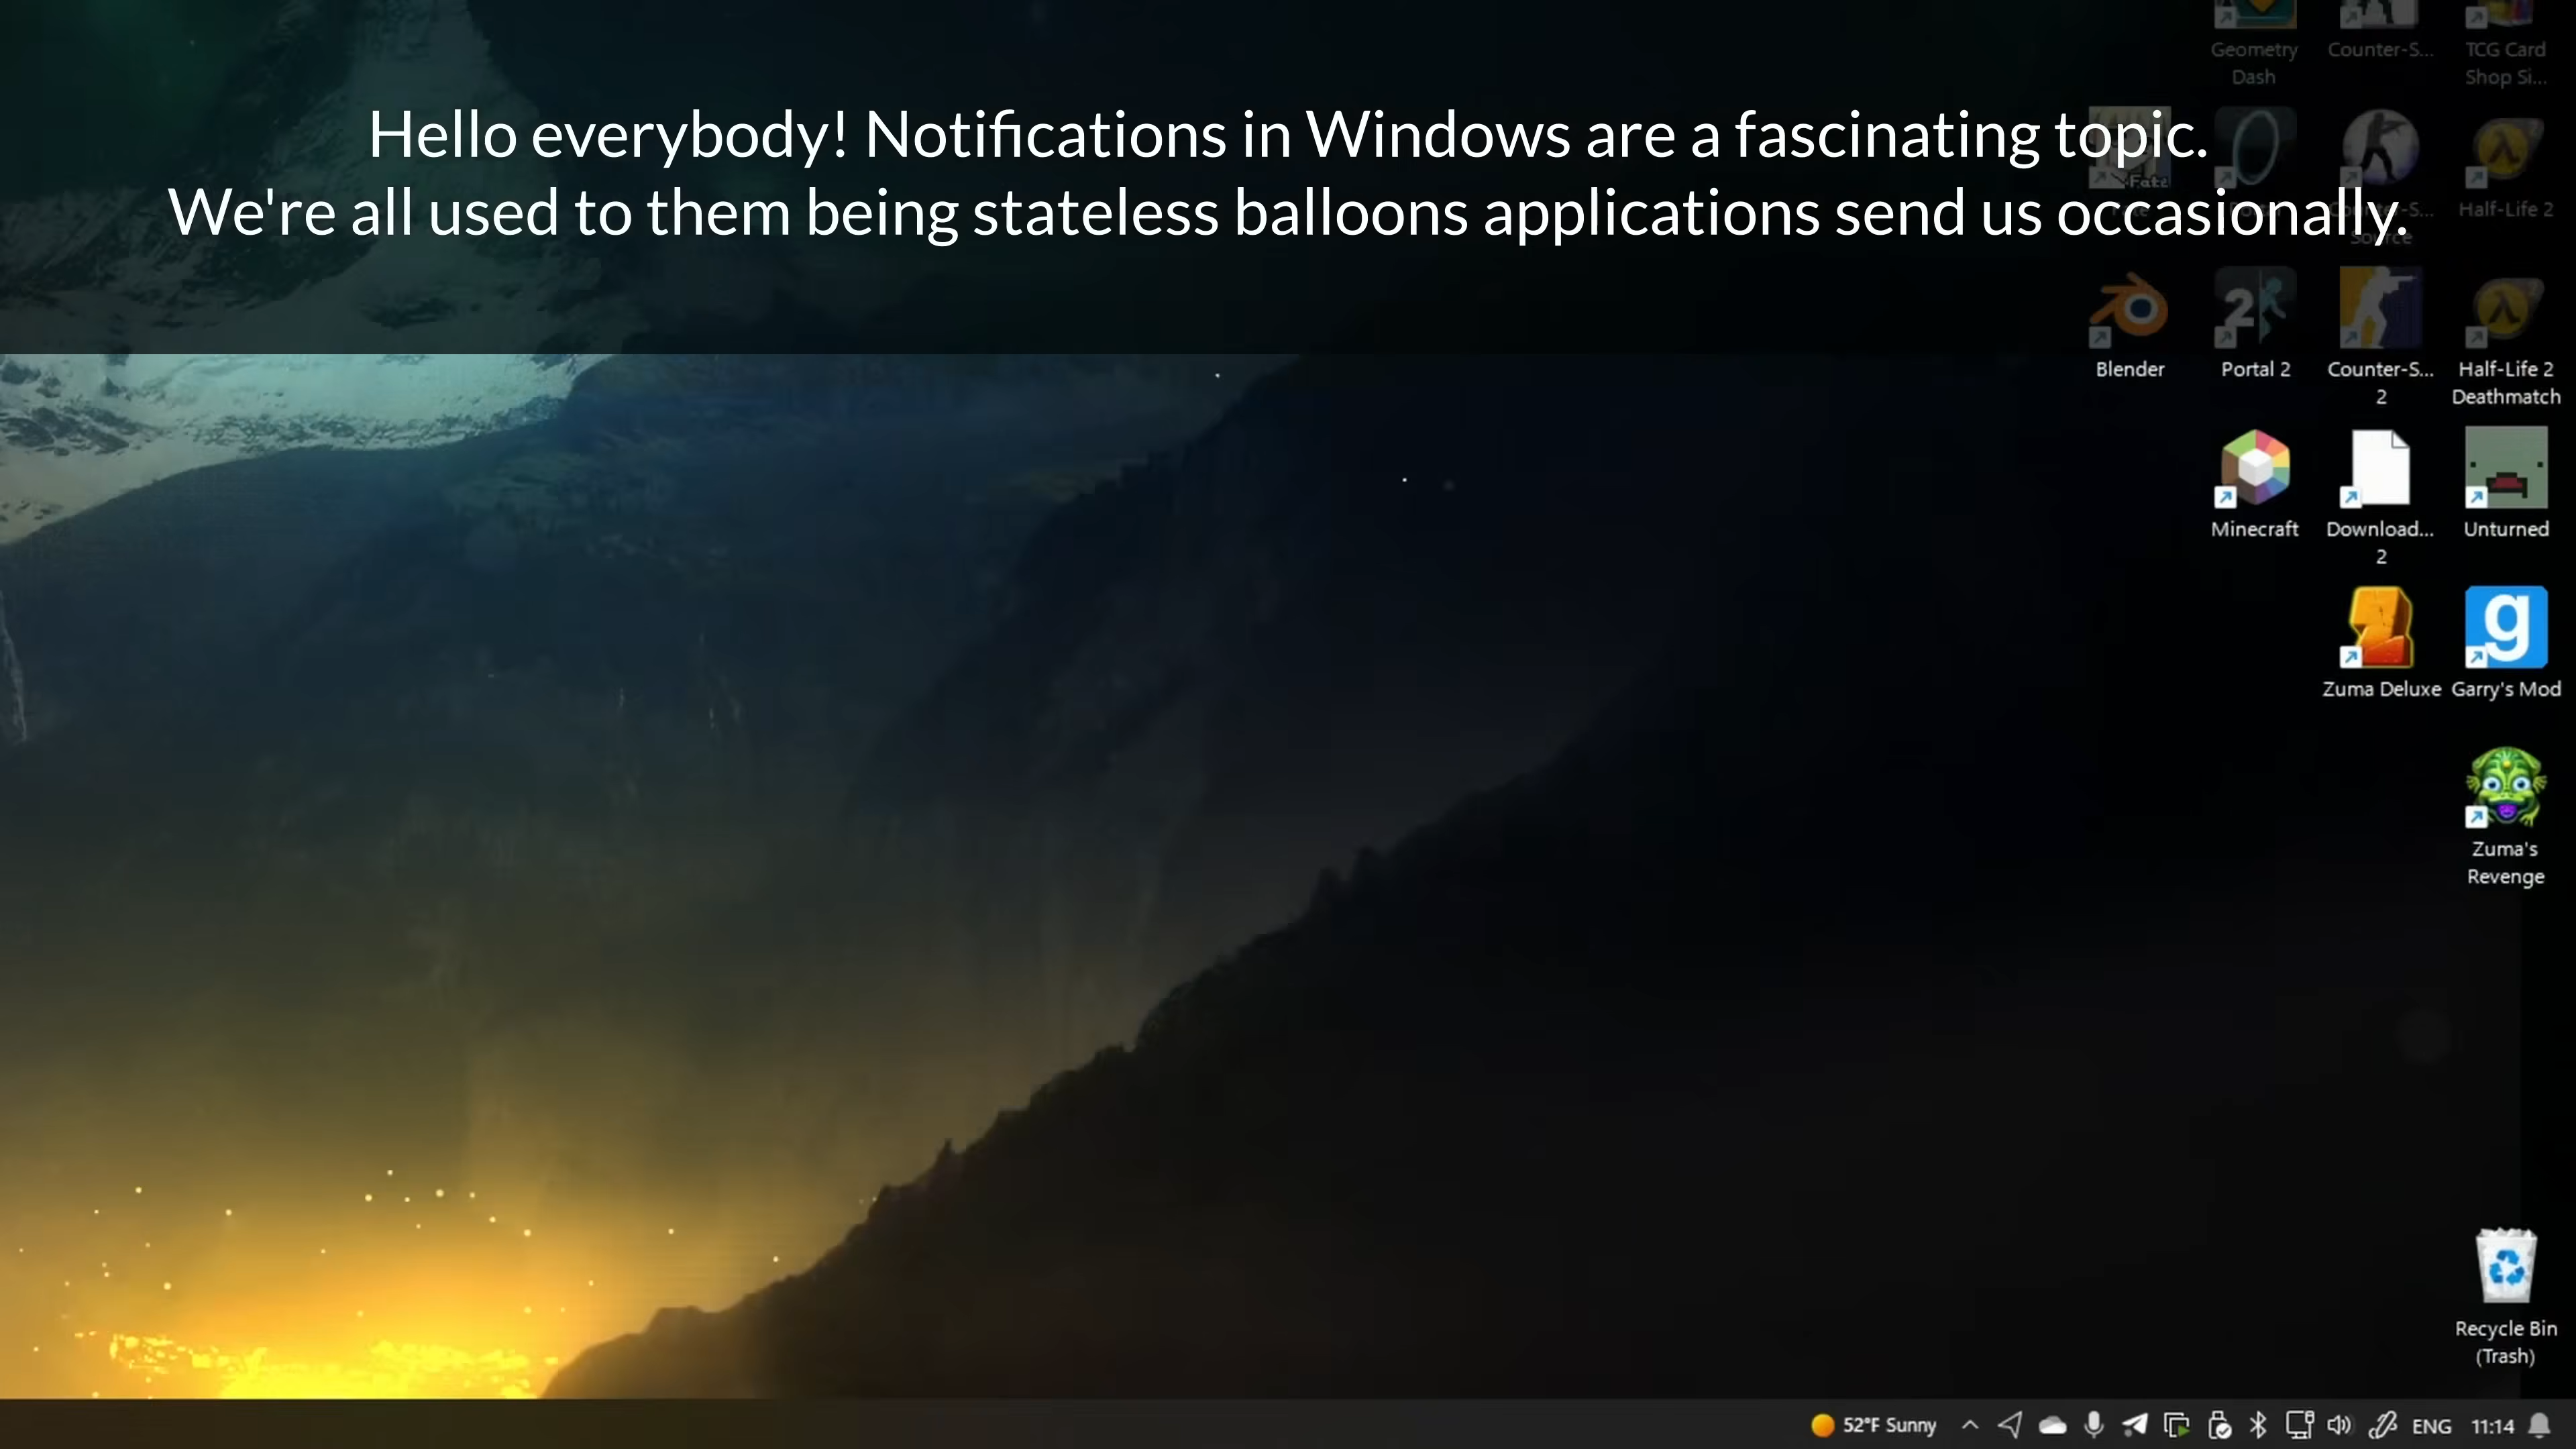 Geometry
Dash
Counter-S...
TCG Card
Shop Si...
Hello everybody! Notifications in Windows are a fascinating topic.
We're all used to them being stateless balloons applications send us occasionally.
Fate
Half-Life 2
Source
Blender
Portal 2
Counter-S...
2
Half-Life 2
Deathmatch
Minecraft
Download...
2
Unturned
Zuma Deluxe
Garry's Mod
Zuma's
Revenge
Recycle Bin
(Trash)
52°F Sunny
ENG
11:14